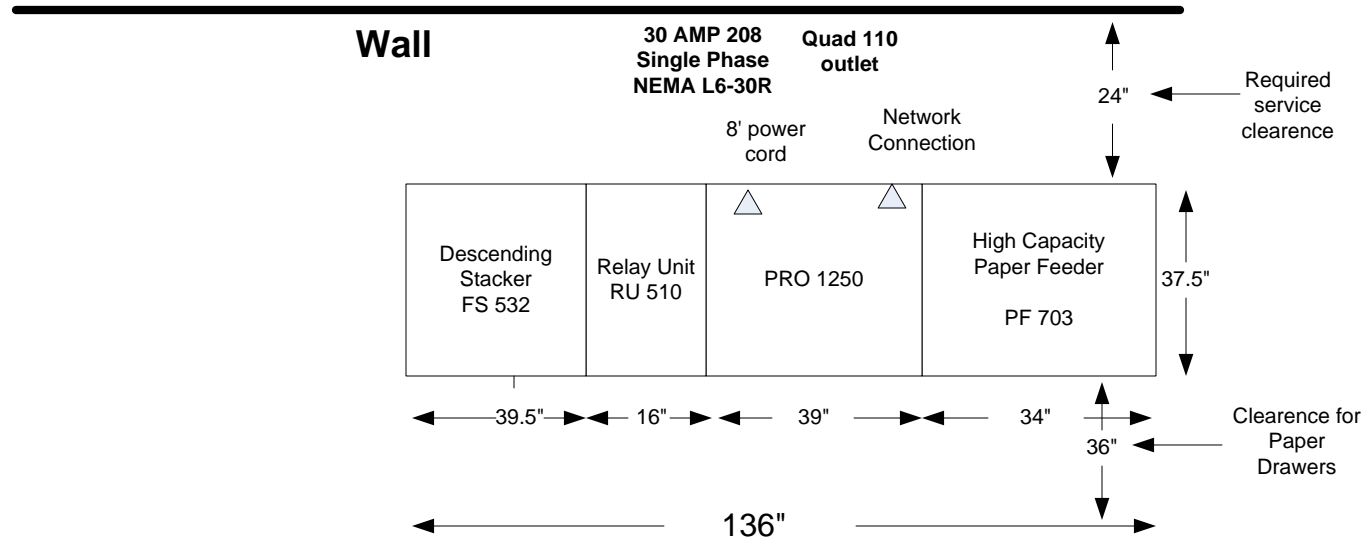 Wall
30 AMP 208
Single Phase
NEMA L6-30R
Quad 110
outlet
24"
Required
service
clearence
8' power
cord
Network
Connection
Descending
Stacker
FS 532
Relay Unit
RU 510
PRO 1250
High Capacity
Paper Feeder
PF 703
37.5"
39.5"
16"
39"
34"
36"
Clearence for
Paper
Drawers
136"